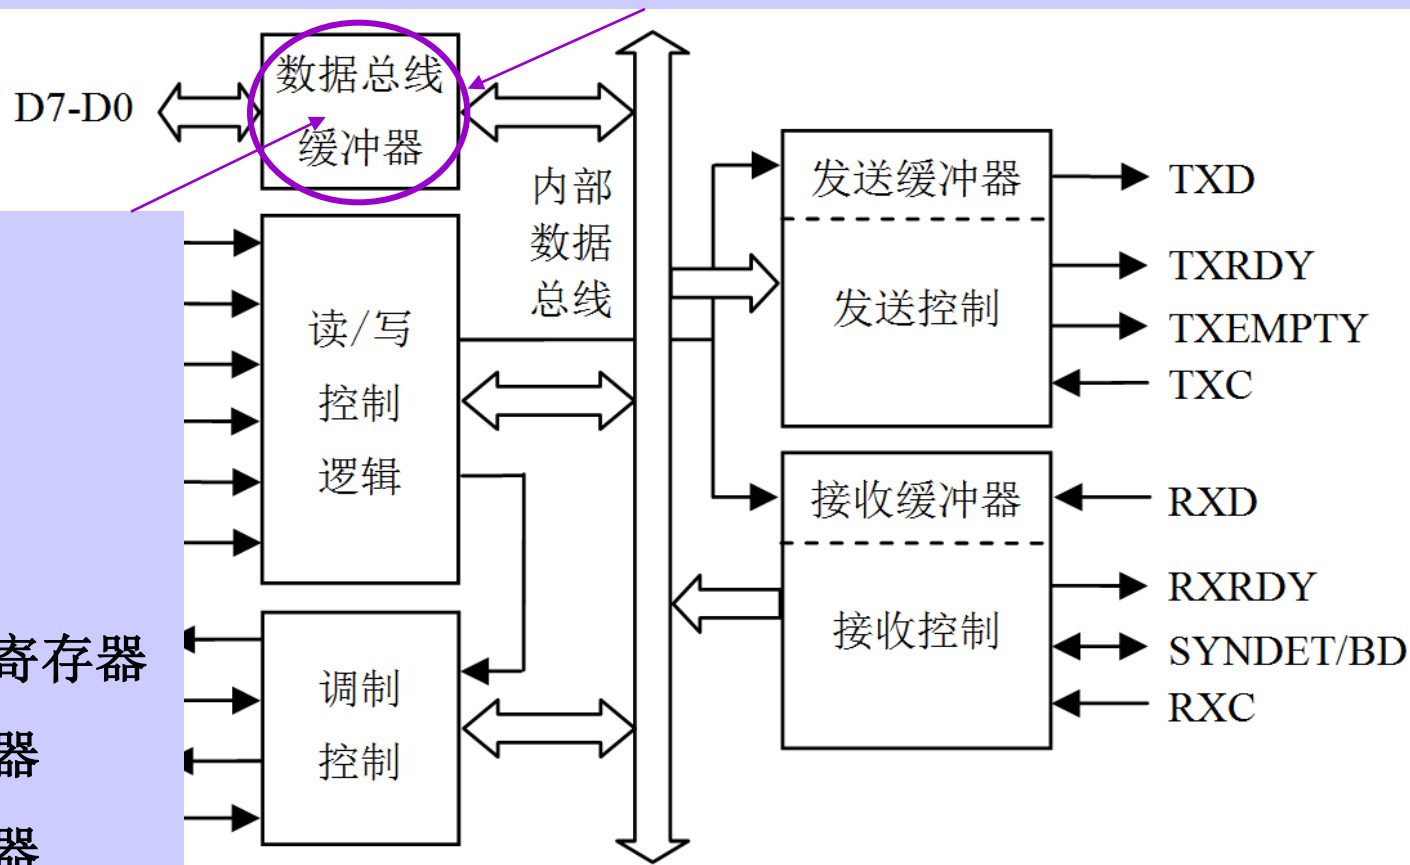 D7-D0
数据总线
缓冲器
内部
数据
总线
读/写
控制
逻辑
调制
控制
发送缓冲器
发送控制
TXD
TXRDY
TXEMPTY
TXC
接收缓冲器
接收控制
RXD
RXRDY
SYNDET/BD
RXC
寄存器
器
器